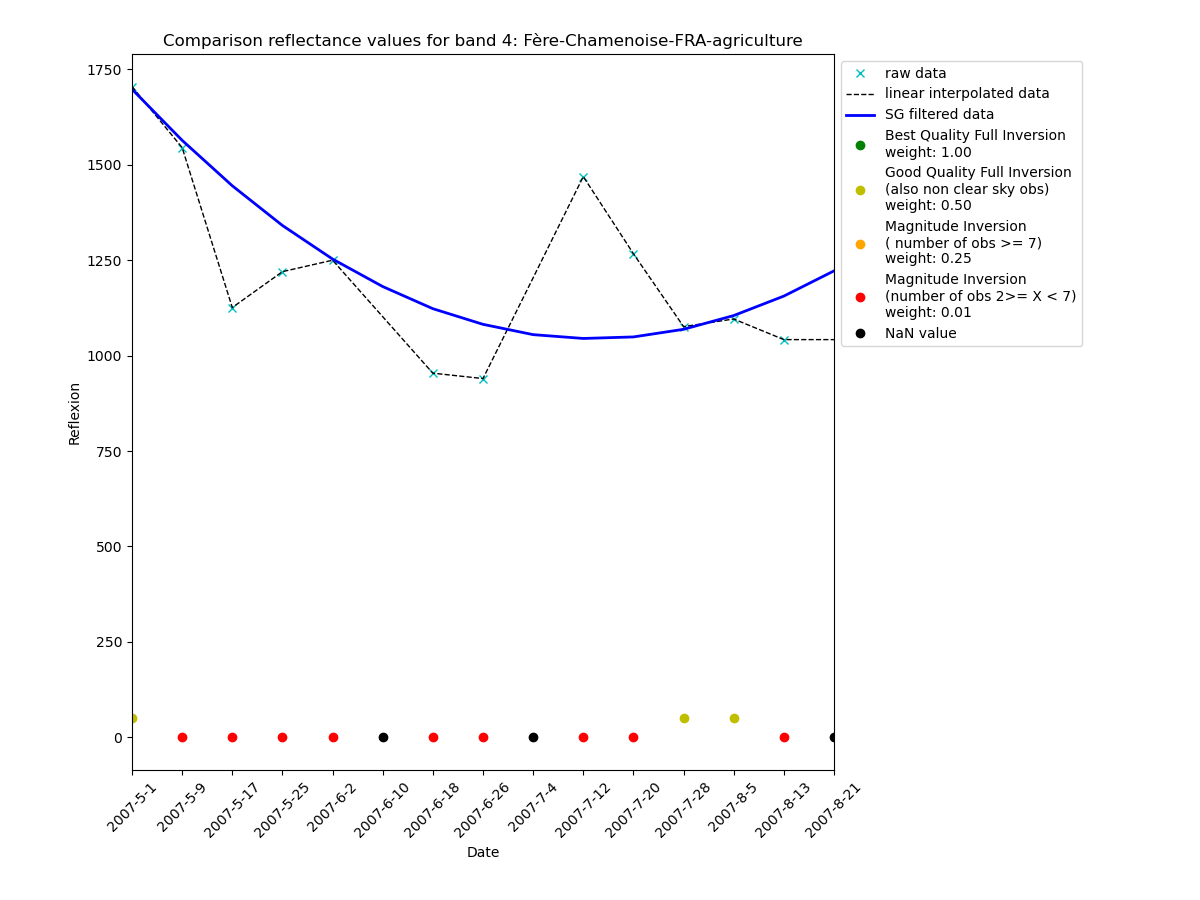 Comparison reflectance values for band 4: Fère-Chamenoise-FRA-agriculture
1750
1500
1250
1000
750
500
250
0
Reflexion
2007-5-1
2007-5-9
2007-5-17
2007-5-25
2007-6-2
2007-6-10
2007-6-18
2007-6-26
2007-7-4
2007-7-12
2007-7-20
2007-7-28
2007-8-5
2007-8-13
2007-8-21
Date
raw data
linear interpolated data
SG filtered data
Best Quality Full Inversion
weight: 1.00
Good Quality Full Inversion
(also non clear sky obs)
weight: 0.50
Magnitude Inversion
( number of obs >= 7)
weight: 0.25
Magnitude Inversion
(number of obs 2>= X < 7)
weight: 0.01
NaN value